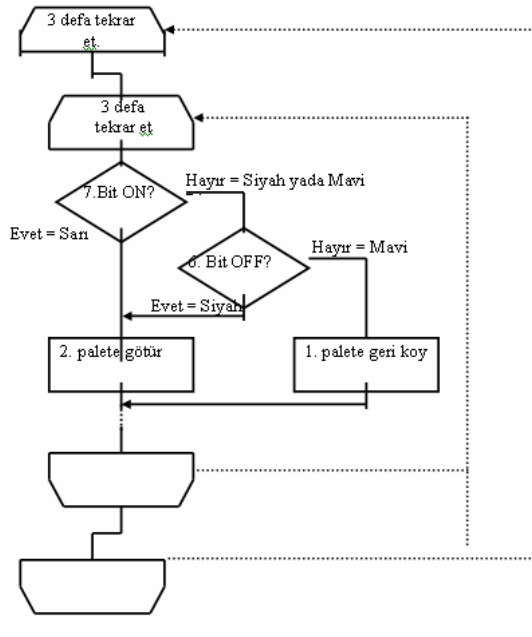 3 defa tekrar
et.
3 defa
tekrar et
7.Bit ON?
Hayır = Siyah yada Mavi
Evet = Sarı
6. Bit OFF?
Hayır = Mavi
Evet = Siyah
2. palete götür
1. palete geri koy